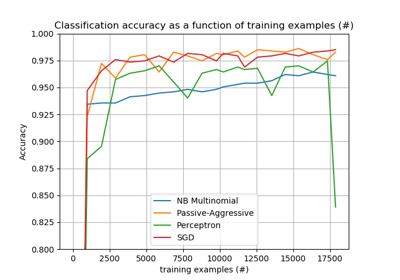 Classification accuracy as a function of training examples (#)
1.000
0.975
0.950
0.925
0.900
0.875
0.850
0.825
0.800
Accuracy
NB Multinomial
Passive-Aggressive
Perceptron
SGD
0 2500 5000 7500 10000 12500 15000 17500
training examples (#)